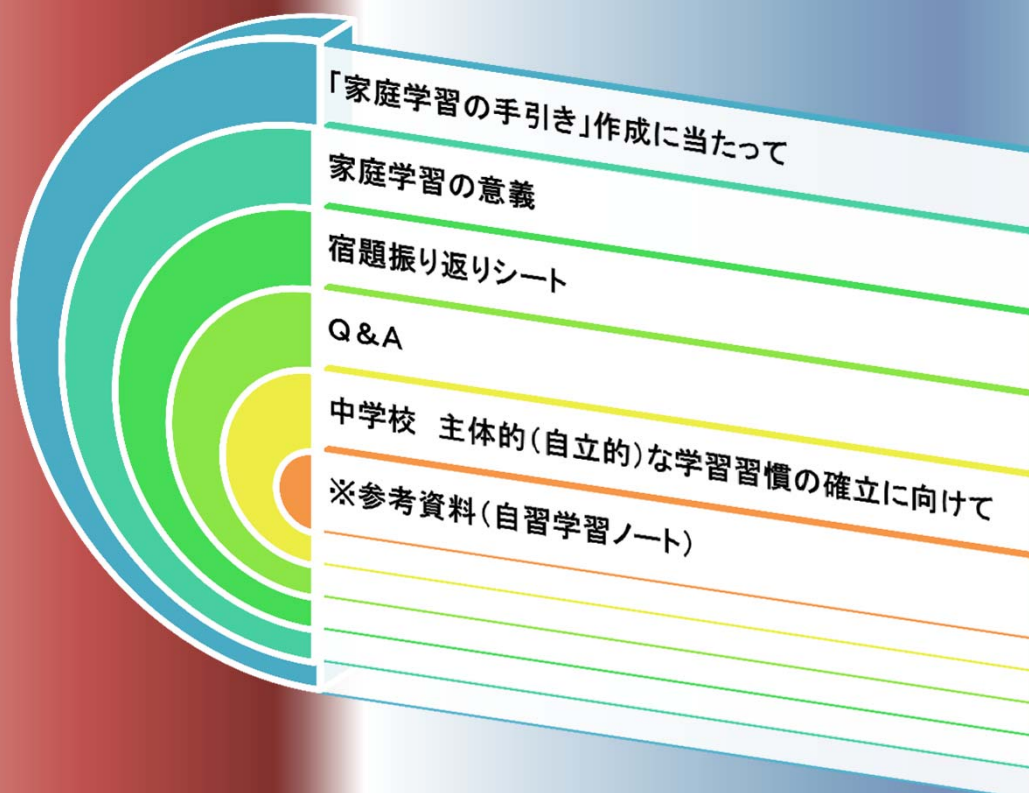 「家庭学習の手引き」作成に当たって
家庭学習の意義
宿題振り返りシート
Q&A
中学校　主体的(自立的)な学習習慣の確立に向けて
※参考資料(自習学習ノート)